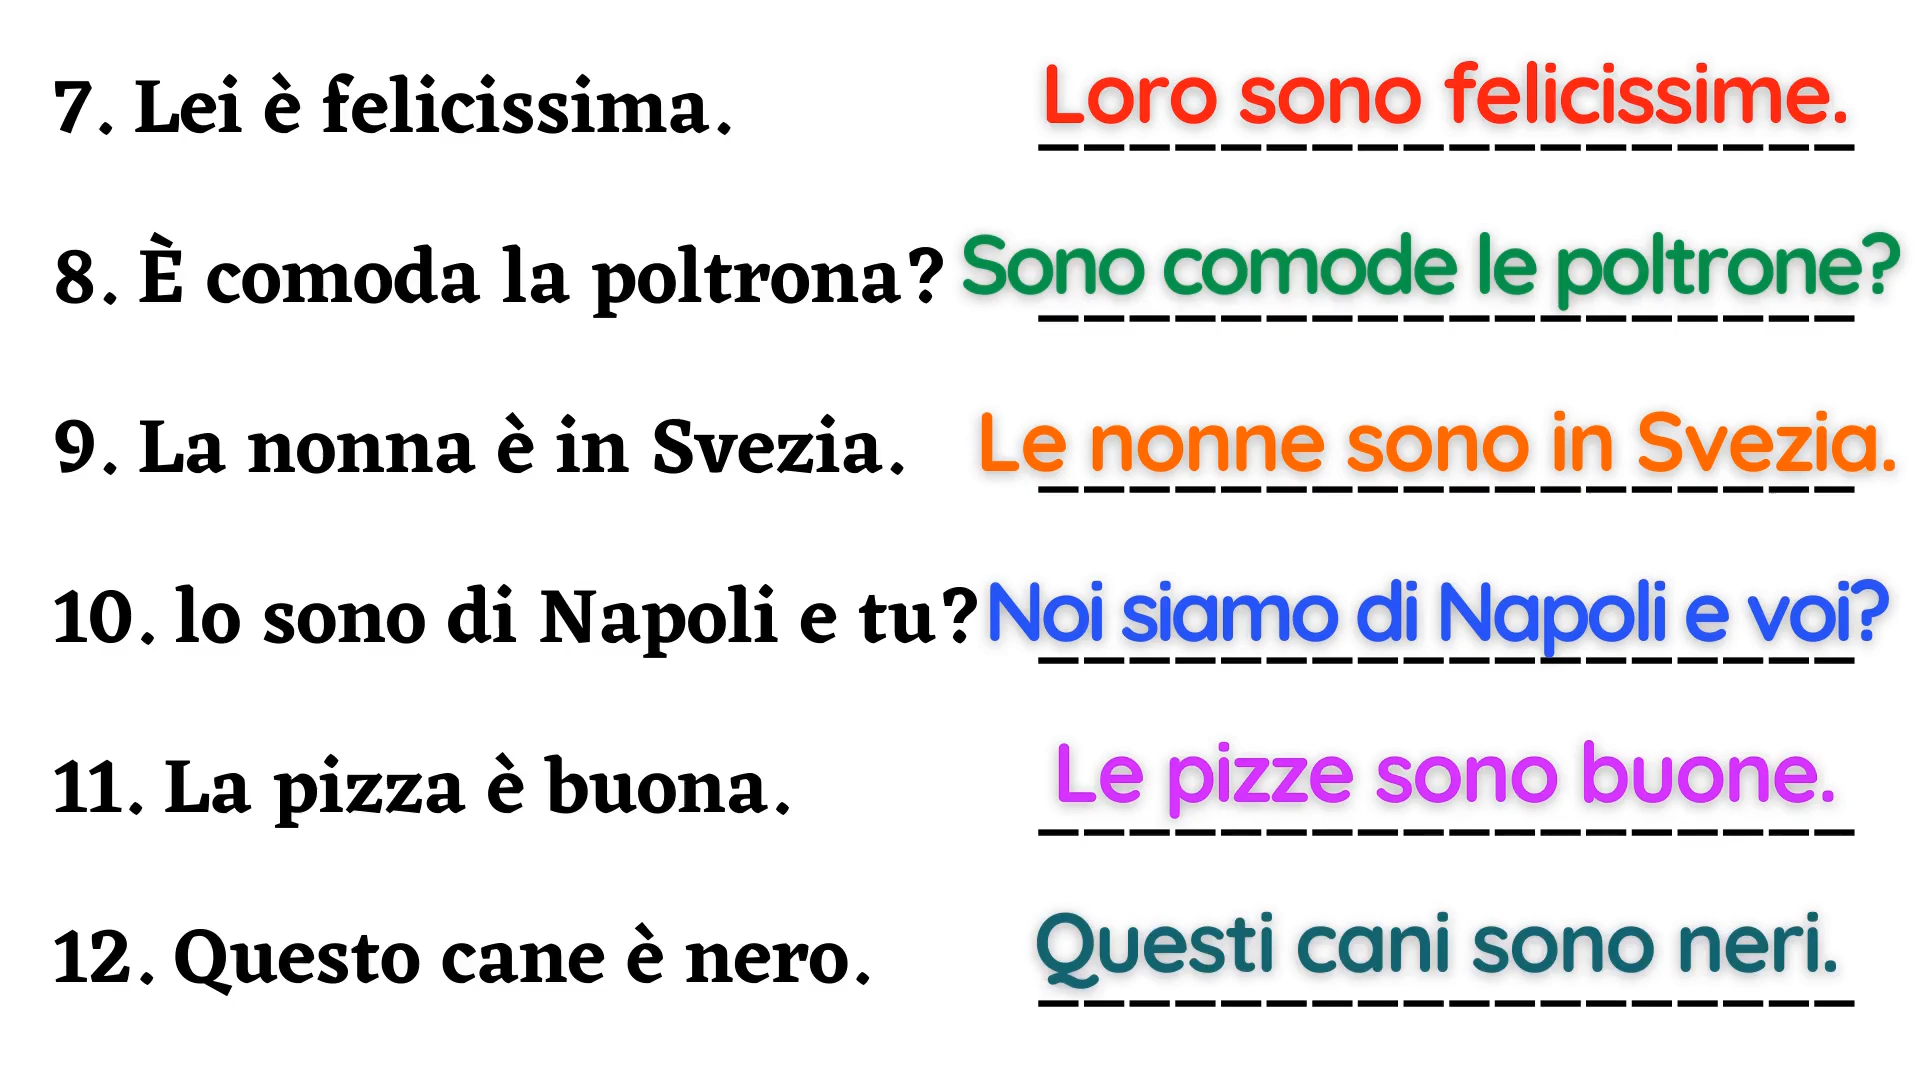 7. Lei è felicissima. Loro sono felicissime.
8. È comoda la poltrona? Sono comode le poltrone?
9. La nonna è in Svezia. Le nonne sono in Svezia.
10. lo sono di Napoli e tu? Noi siamo di Napoli e voi?
11. La pizza è buona. Le pizze sono buone.
12. Questo cane è nero. Questi cani sono neri.